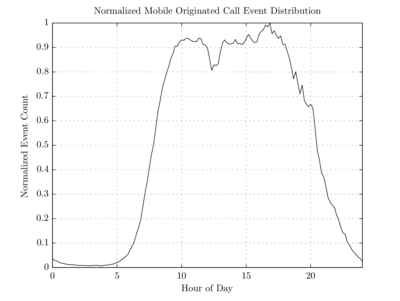 Normalized Mobile Originated Call Event Distribution
1
0.9
0.8
0.7
0.6
0.5
0.4
0.3
0.2
0.1
0
Normalized Event Count
0 5 10 15 20
Hour of Day